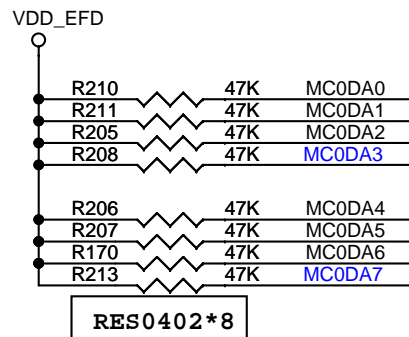 VDD_EFD
R210 47K MC0DA0
R211 47K MC0DA1
R205 47K MC0DA2
R208 47K MC0DA3
R206 47K MC0DA4
R207 47K MC0DA5
R170 47K MC0DA6
R213 47K MC0DA7
RES0402*8